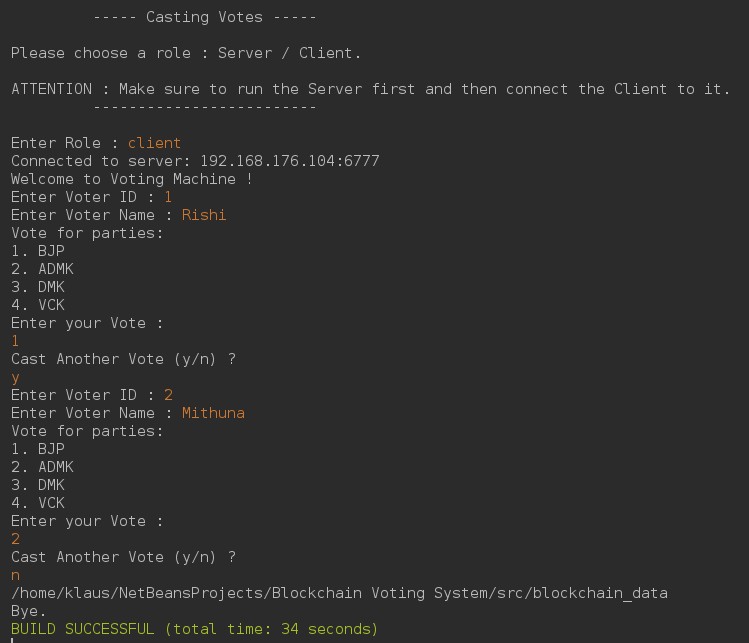 ----- Casting Votes -----
Please choose a role : Server / Client.
ATTENTION : Make sure to run the Server first and then connect the Client to it.
-------------------------
Enter Role : client
Connected to server: 192.168.176.104:6777
Welcome to Voting Machine !
Enter Voter ID : 1
Enter Voter Name : Rishi
Vote for parties:
1. BJP
2. ADMK
3. DMK
4. VCK
Enter your Vote :
1
Cast Another Vote (y/n) ?
y
Enter Voter ID : 2
Enter Voter Name : Mithuna
Vote for parties:
1. BJP
2. ADMK
3. DMK
4. VCK
Enter your Vote :
2
Cast Another Vote (y/n) ?
n
/home/klaus/NetBeansProjects/Blockchain Voting System/src/blockchain_data
Bye.
BUILD SUCCESSFUL (total time: 34 seconds)